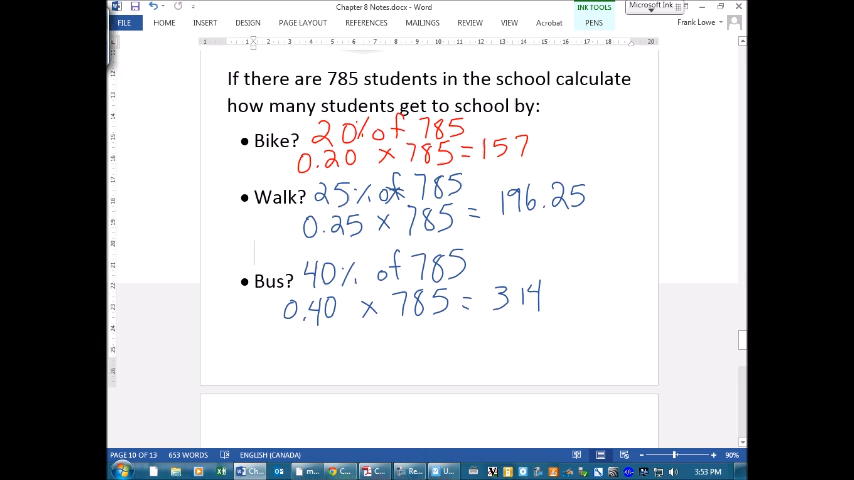 Chapter 8 Notes.docx - Word
INK TOOLS
Microsoft Ink
FILE HOME INSERT DESIGN PAGE LAYOUT REFERENCES MAILINGS REVIEW VIEW Acrobat PENS
Frank Lowe
If there are 785 students in the school calculate
how many students get to school by:
• Bike? 20% of 785
0.20 x 785 = 157
• Walk? 25% of 785
0.25 x 785 = 196.25
• Bus? 40% of 785
0.40 x 785 = 314
PAGE 10 OF 13 653 WORDS ENGLISH (CANADA) 90%
3:53 PM